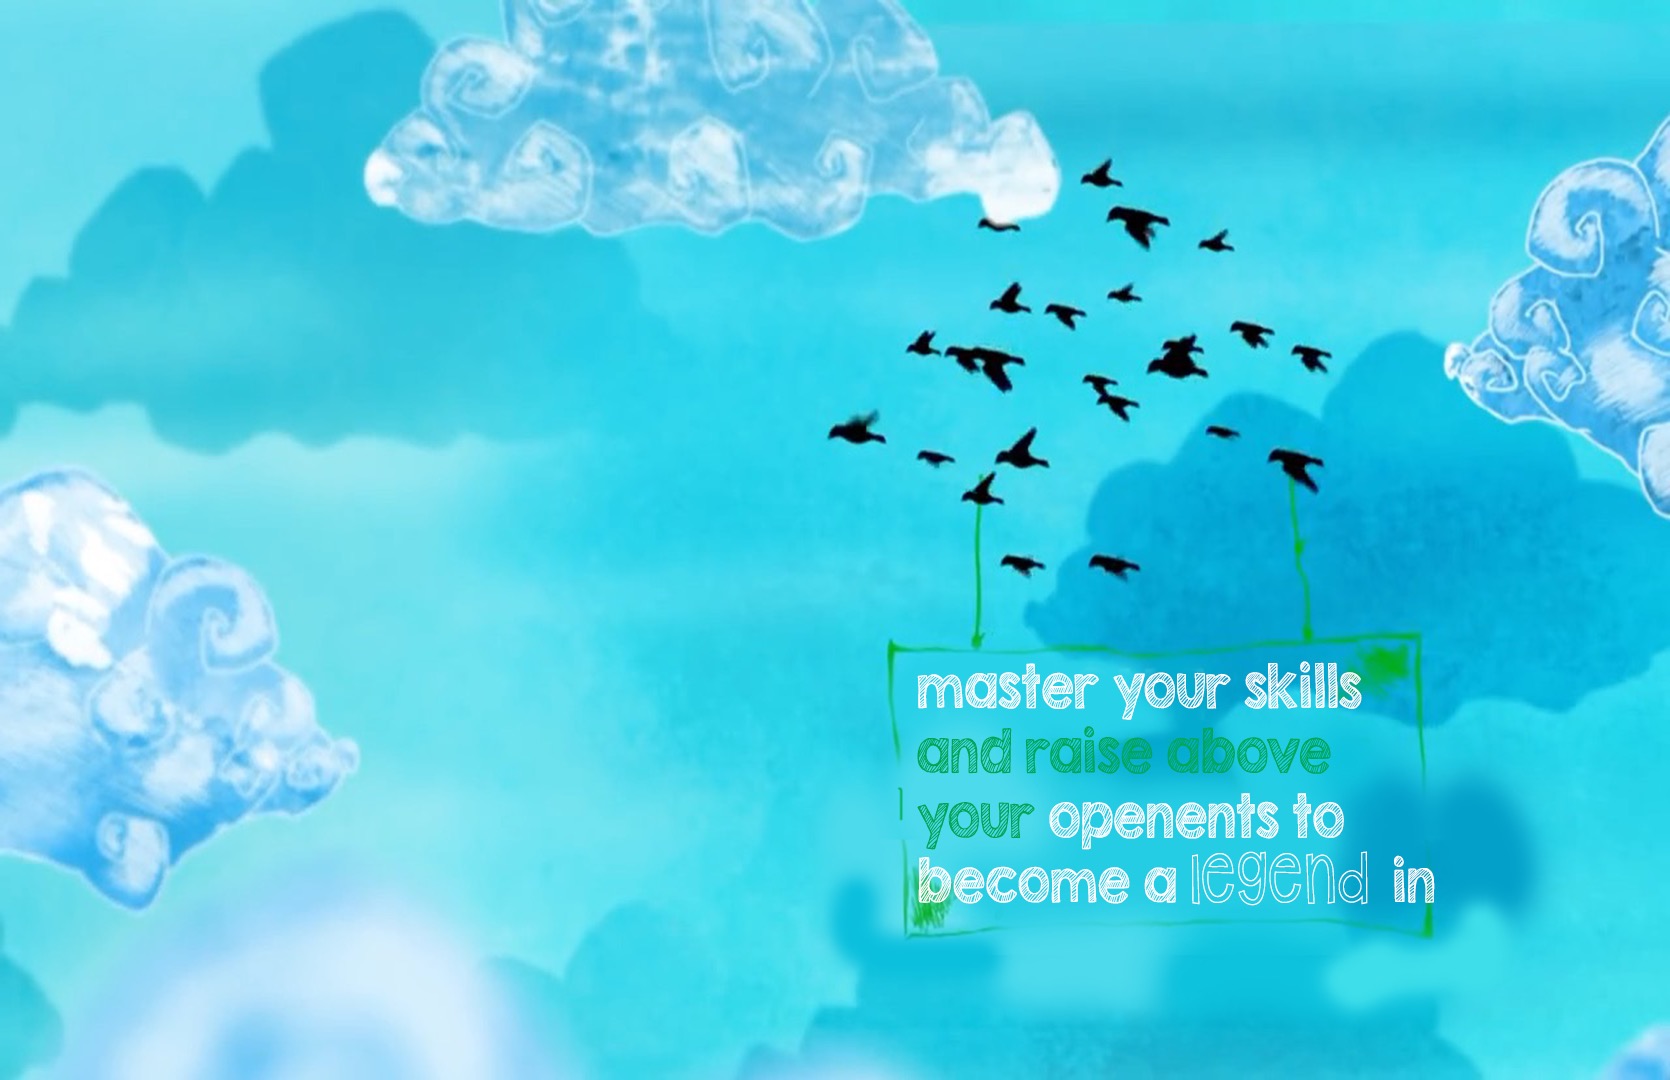 master your skills
and raise above
your openents to
become a legend in